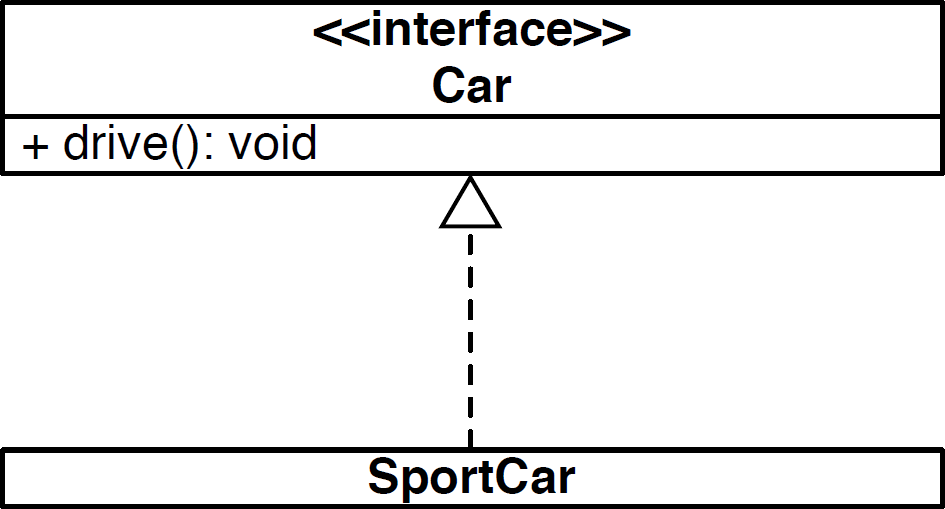 <<interface>>
Car
+ drive(): void
SportCar